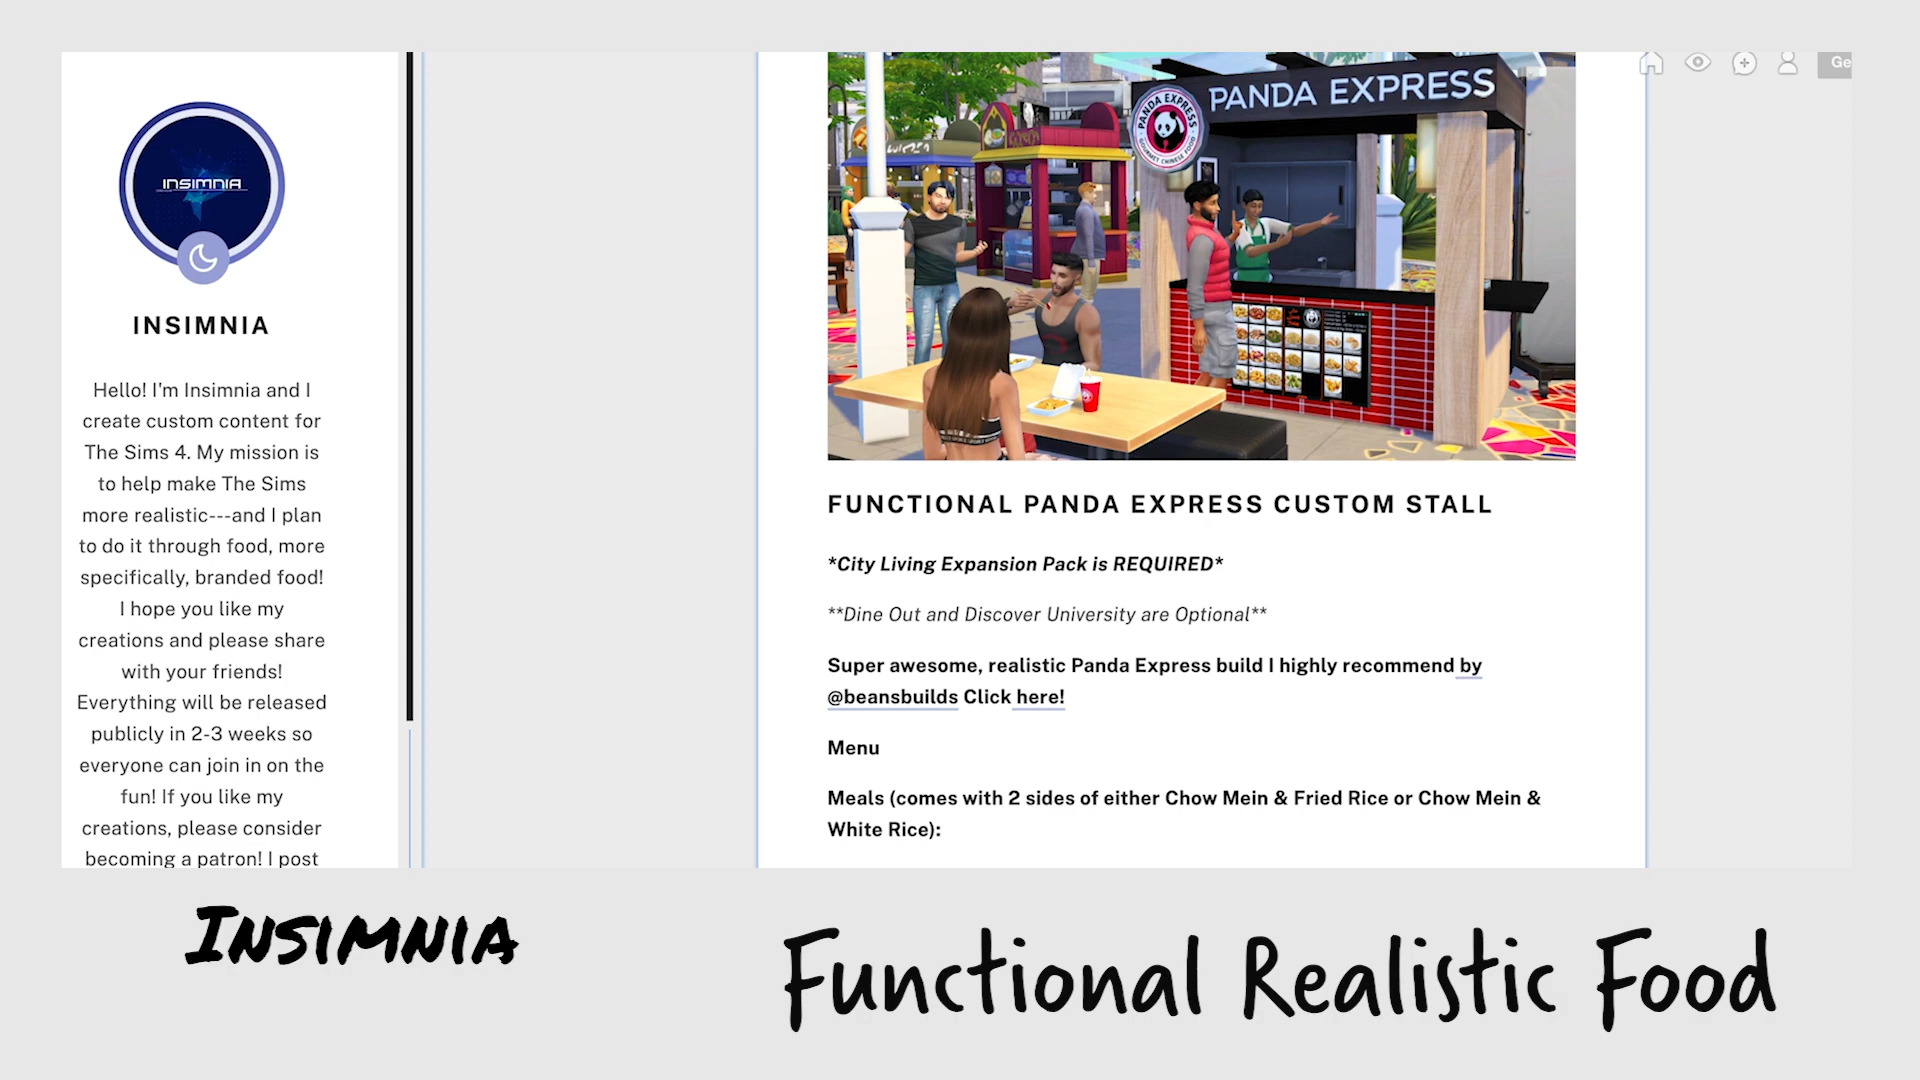 INSIMNIA
INSIMNIA
Hello! I'm Insimnia and I
create custom content for
The Sims 4. My mission is
to help make The Sims
more realistic---and I plan
to do it through food, more
specifically, branded food!
I hope you like my
creations and please share
with your friends!
Everything will be released
publicly in 2-3 weeks so
everyone can join in on the
fun! If you like my
creations, please consider
becoming a patron! I post
Ge
PANDA EXPRESS
PANDA EXPRESS
GOURMET CHINESE FOOD
FUNCTIONAL PANDA EXPRESS CUSTOM STALL
*City Living Expansion Pack is REQUIRED*
**Dine Out and Discover University are Optional**
Super awesome, realistic Panda Express build I highly recommend by
@beansbuilds Click here!
Menu
Meals (comes with 2 sides of either Chow Mein & Fried Rice or Chow Mein &
White Rice):
INSIMNIA
Functional Realistic Food